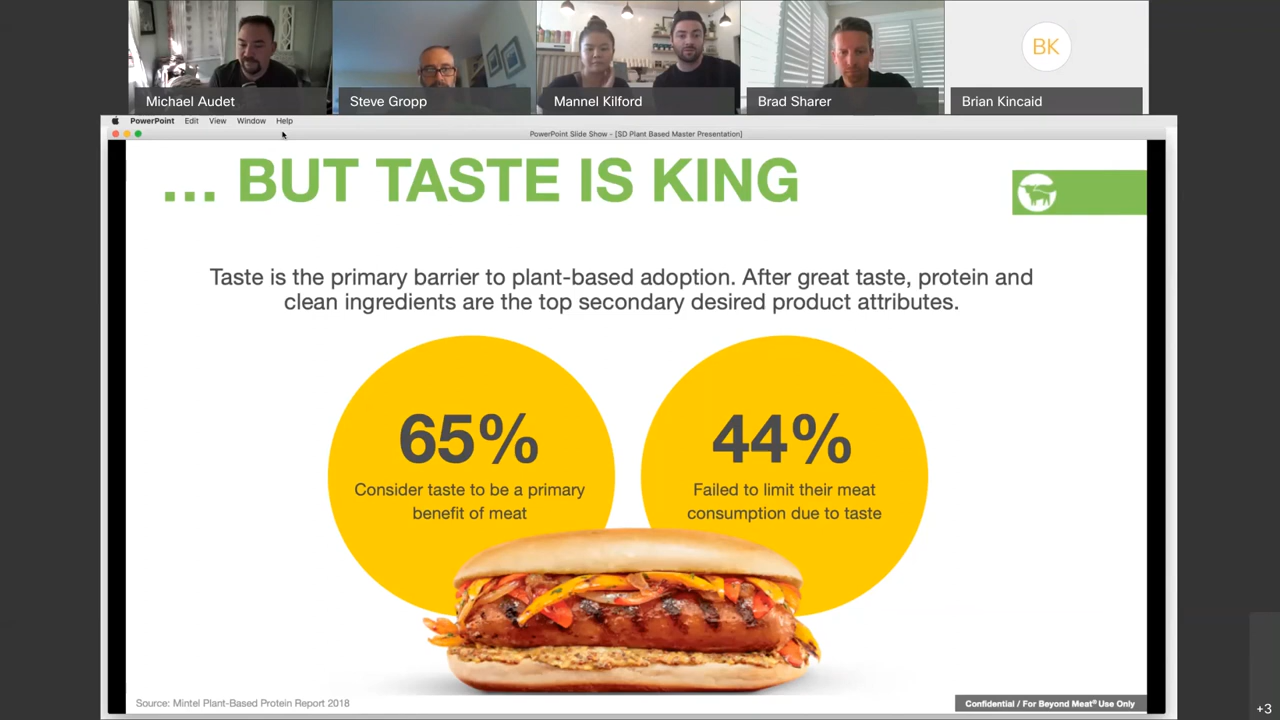 BK
Michael Audet
Steve Gropp
Mannel Kilford
Brad Sharer
Brian Kincaid
PowerPoint Edit View Window Help
PowerPoint Slide Show - [SD Plant Based Master Presentation]
... BUT TASTE IS KING
Taste is the primary barrier to plant-based adoption. After great taste, protein and
clean ingredients are the top secondary desired product attributes.
65%
Consider taste to be a primary
benefit of meat
44%
Failed to limit their meat
consumption due to taste
Source: Mintel Plant-Based Protein Report 2018
Confidential / For Beyond Meat® Use Only
+3